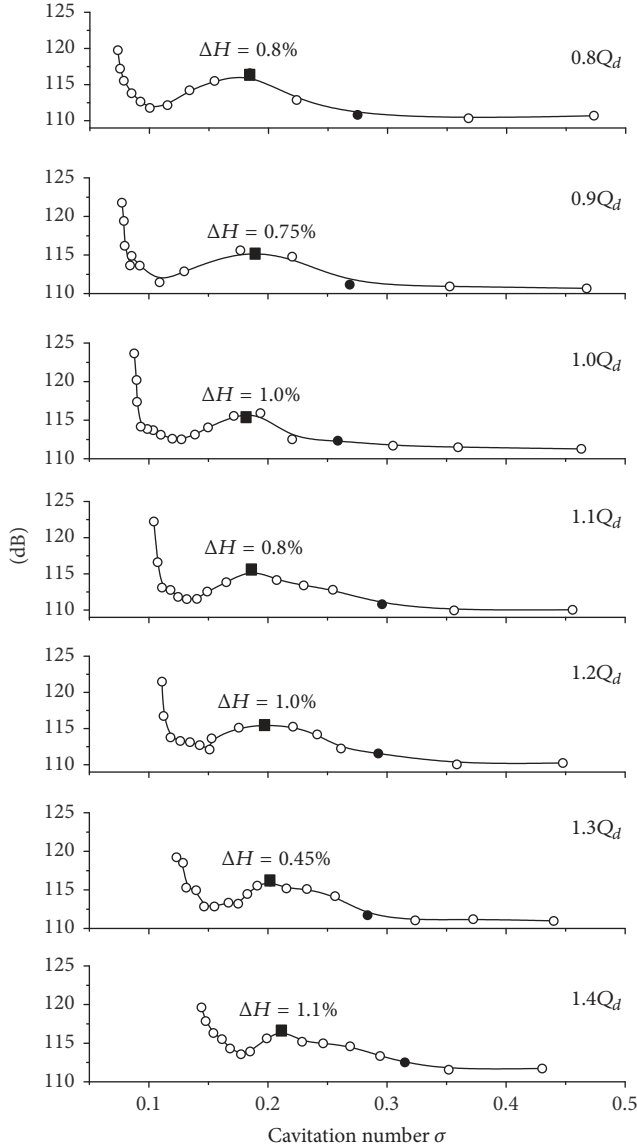 125
120
115
110
ΔH = 0.8%
0.8Q_d
125
120
115
110
ΔH = 0.75%
0.9Q_d
125
120
115
110
ΔH = 1.0%
1.0Q_d
125
120
115
110
ΔH = 0.8%
1.1Q_d
(dB)
125
120
115
110
ΔH = 1.0%
1.2Q_d
125
120
115
110
ΔH = 0.45%
1.3Q_d
125
120
115
110
ΔH = 1.1%
1.4Q_d
0.1 0.2 0.3 0.4 0.5
Cavitation number σ